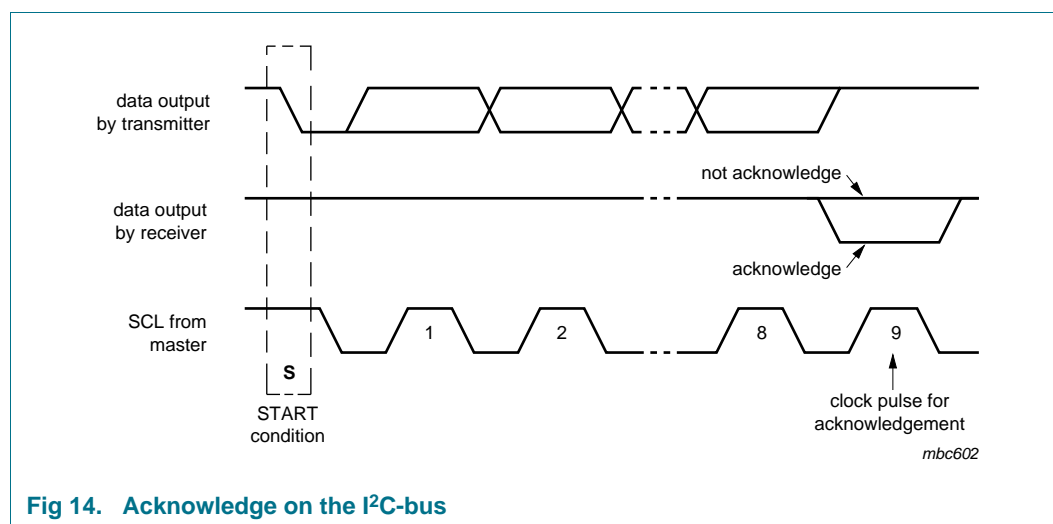 data output
by transmitter
not acknowledge
data output
by receiver
acknowledge
SCL from
master
1
2
8
9
S
START
condition
clock pulse for
acknowledgement
mbc602
Fig 14. Acknowledge on the I²C-bus